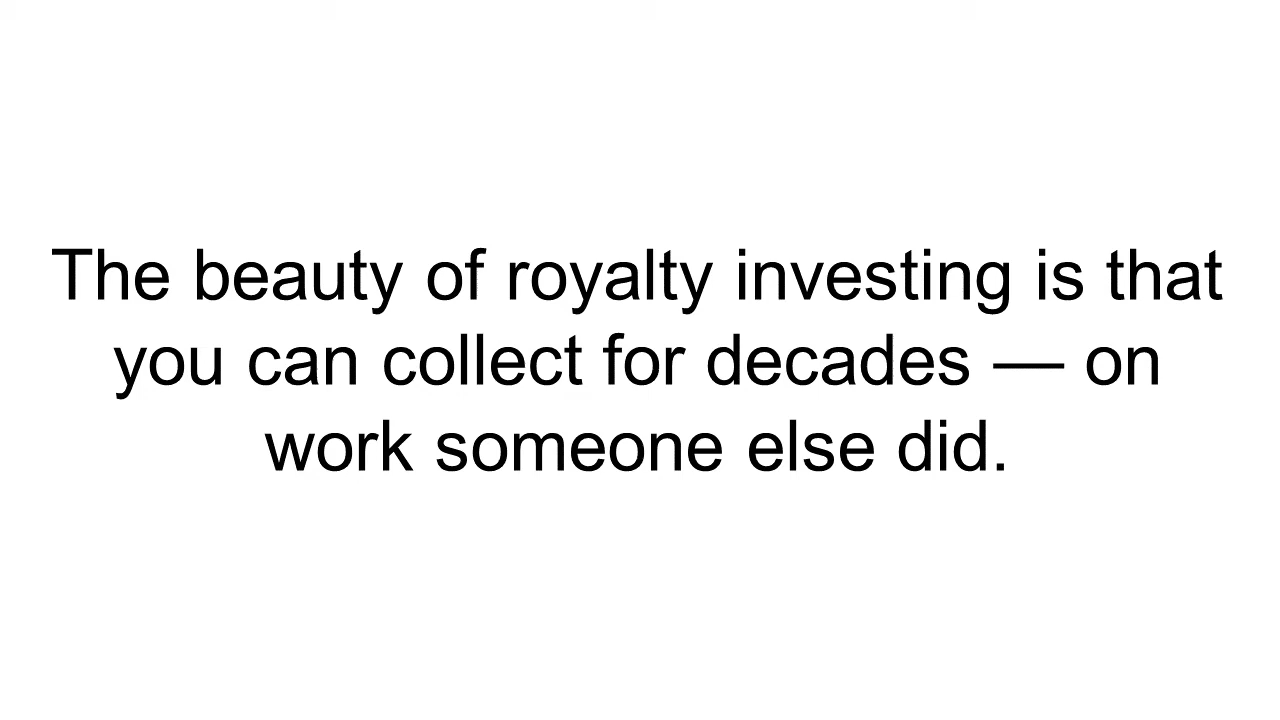 The beauty of royalty investing is that
you can collect for decades — on
work someone else did.